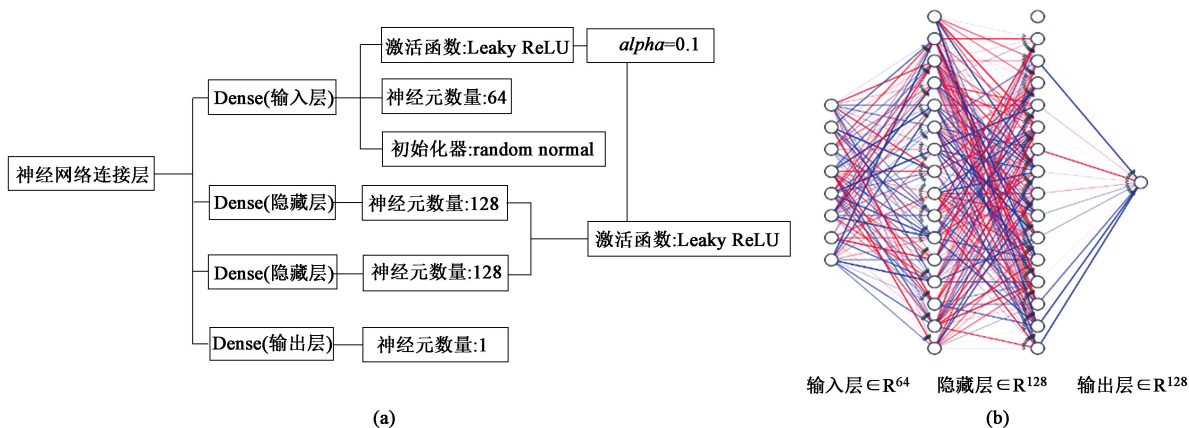 激活函数:Leaky ReLU
alpha=0.1
Dense(输入层)
神经元数量:64
初始化器:random normal
神经网络连接层
Dense(隐藏层)
神经元数量:128
激活函数:Leaky ReLU
Dense(隐藏层)
神经元数量:128
Dense(输出层)
神经元数量:1
(a)
输入层∈R⁶⁴
隐藏层∈R¹²⁸
输出层∈R¹²⁸
(b)